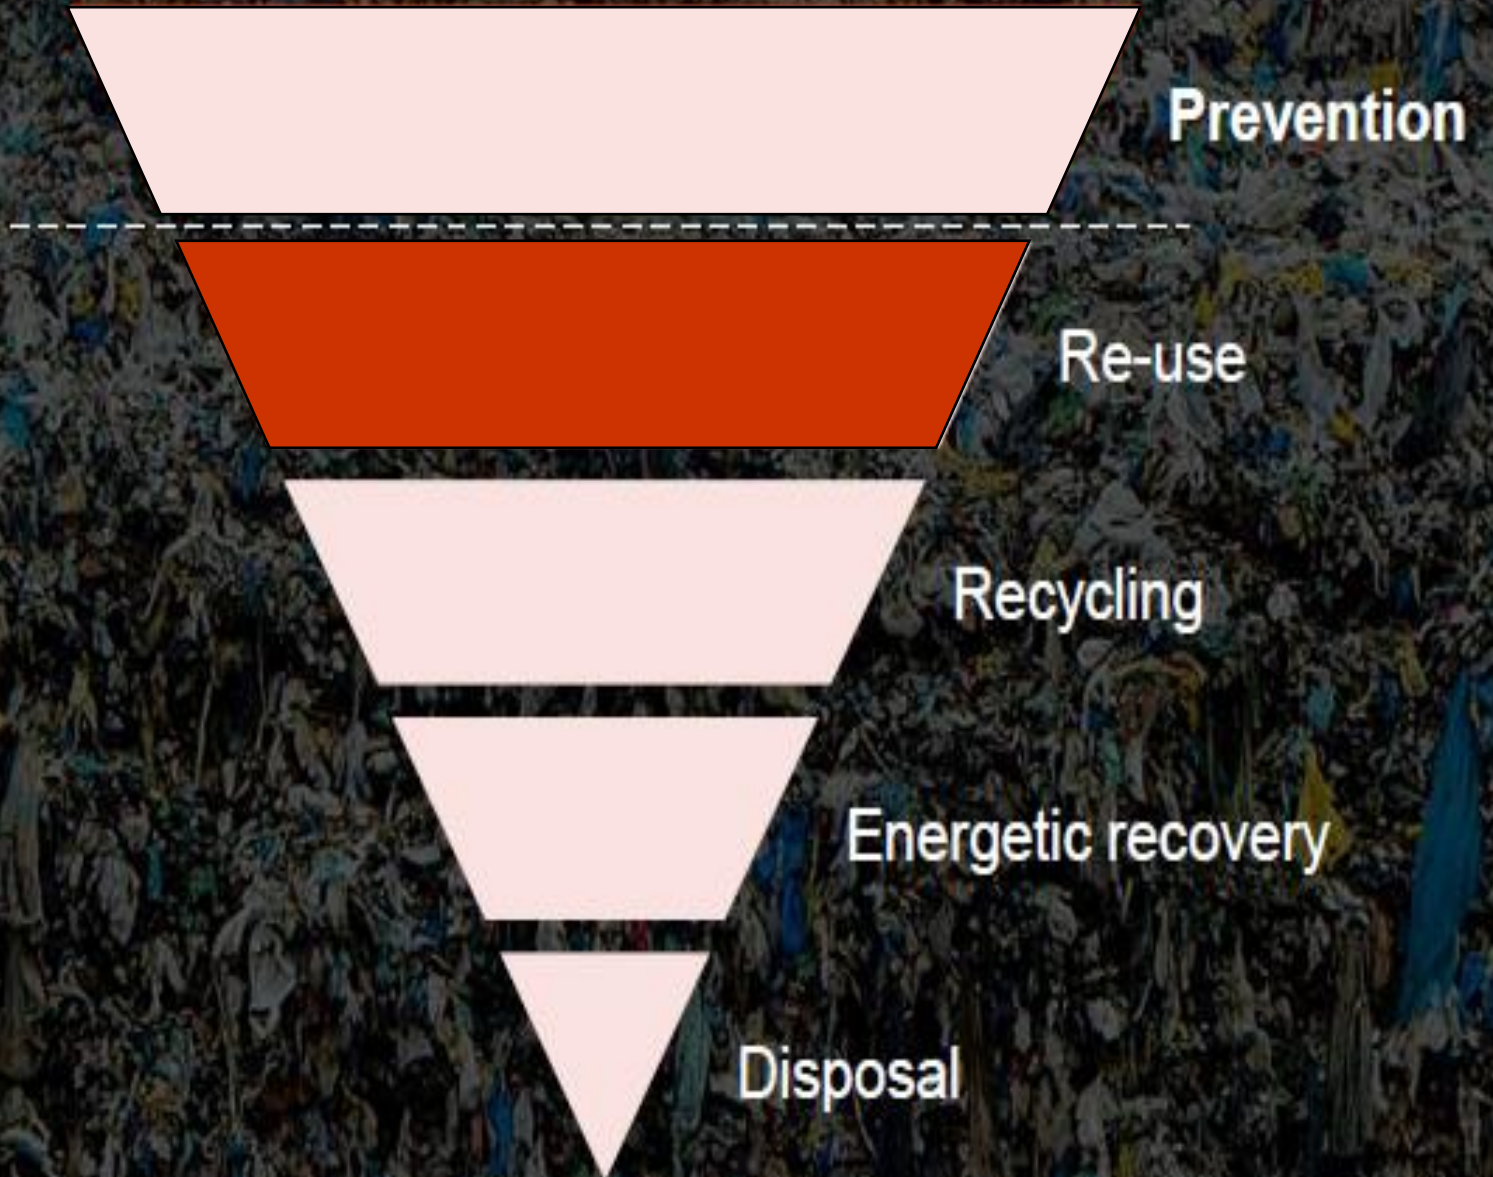 Prevention
Re-use
Recycling
Energetic recovery
Disposal